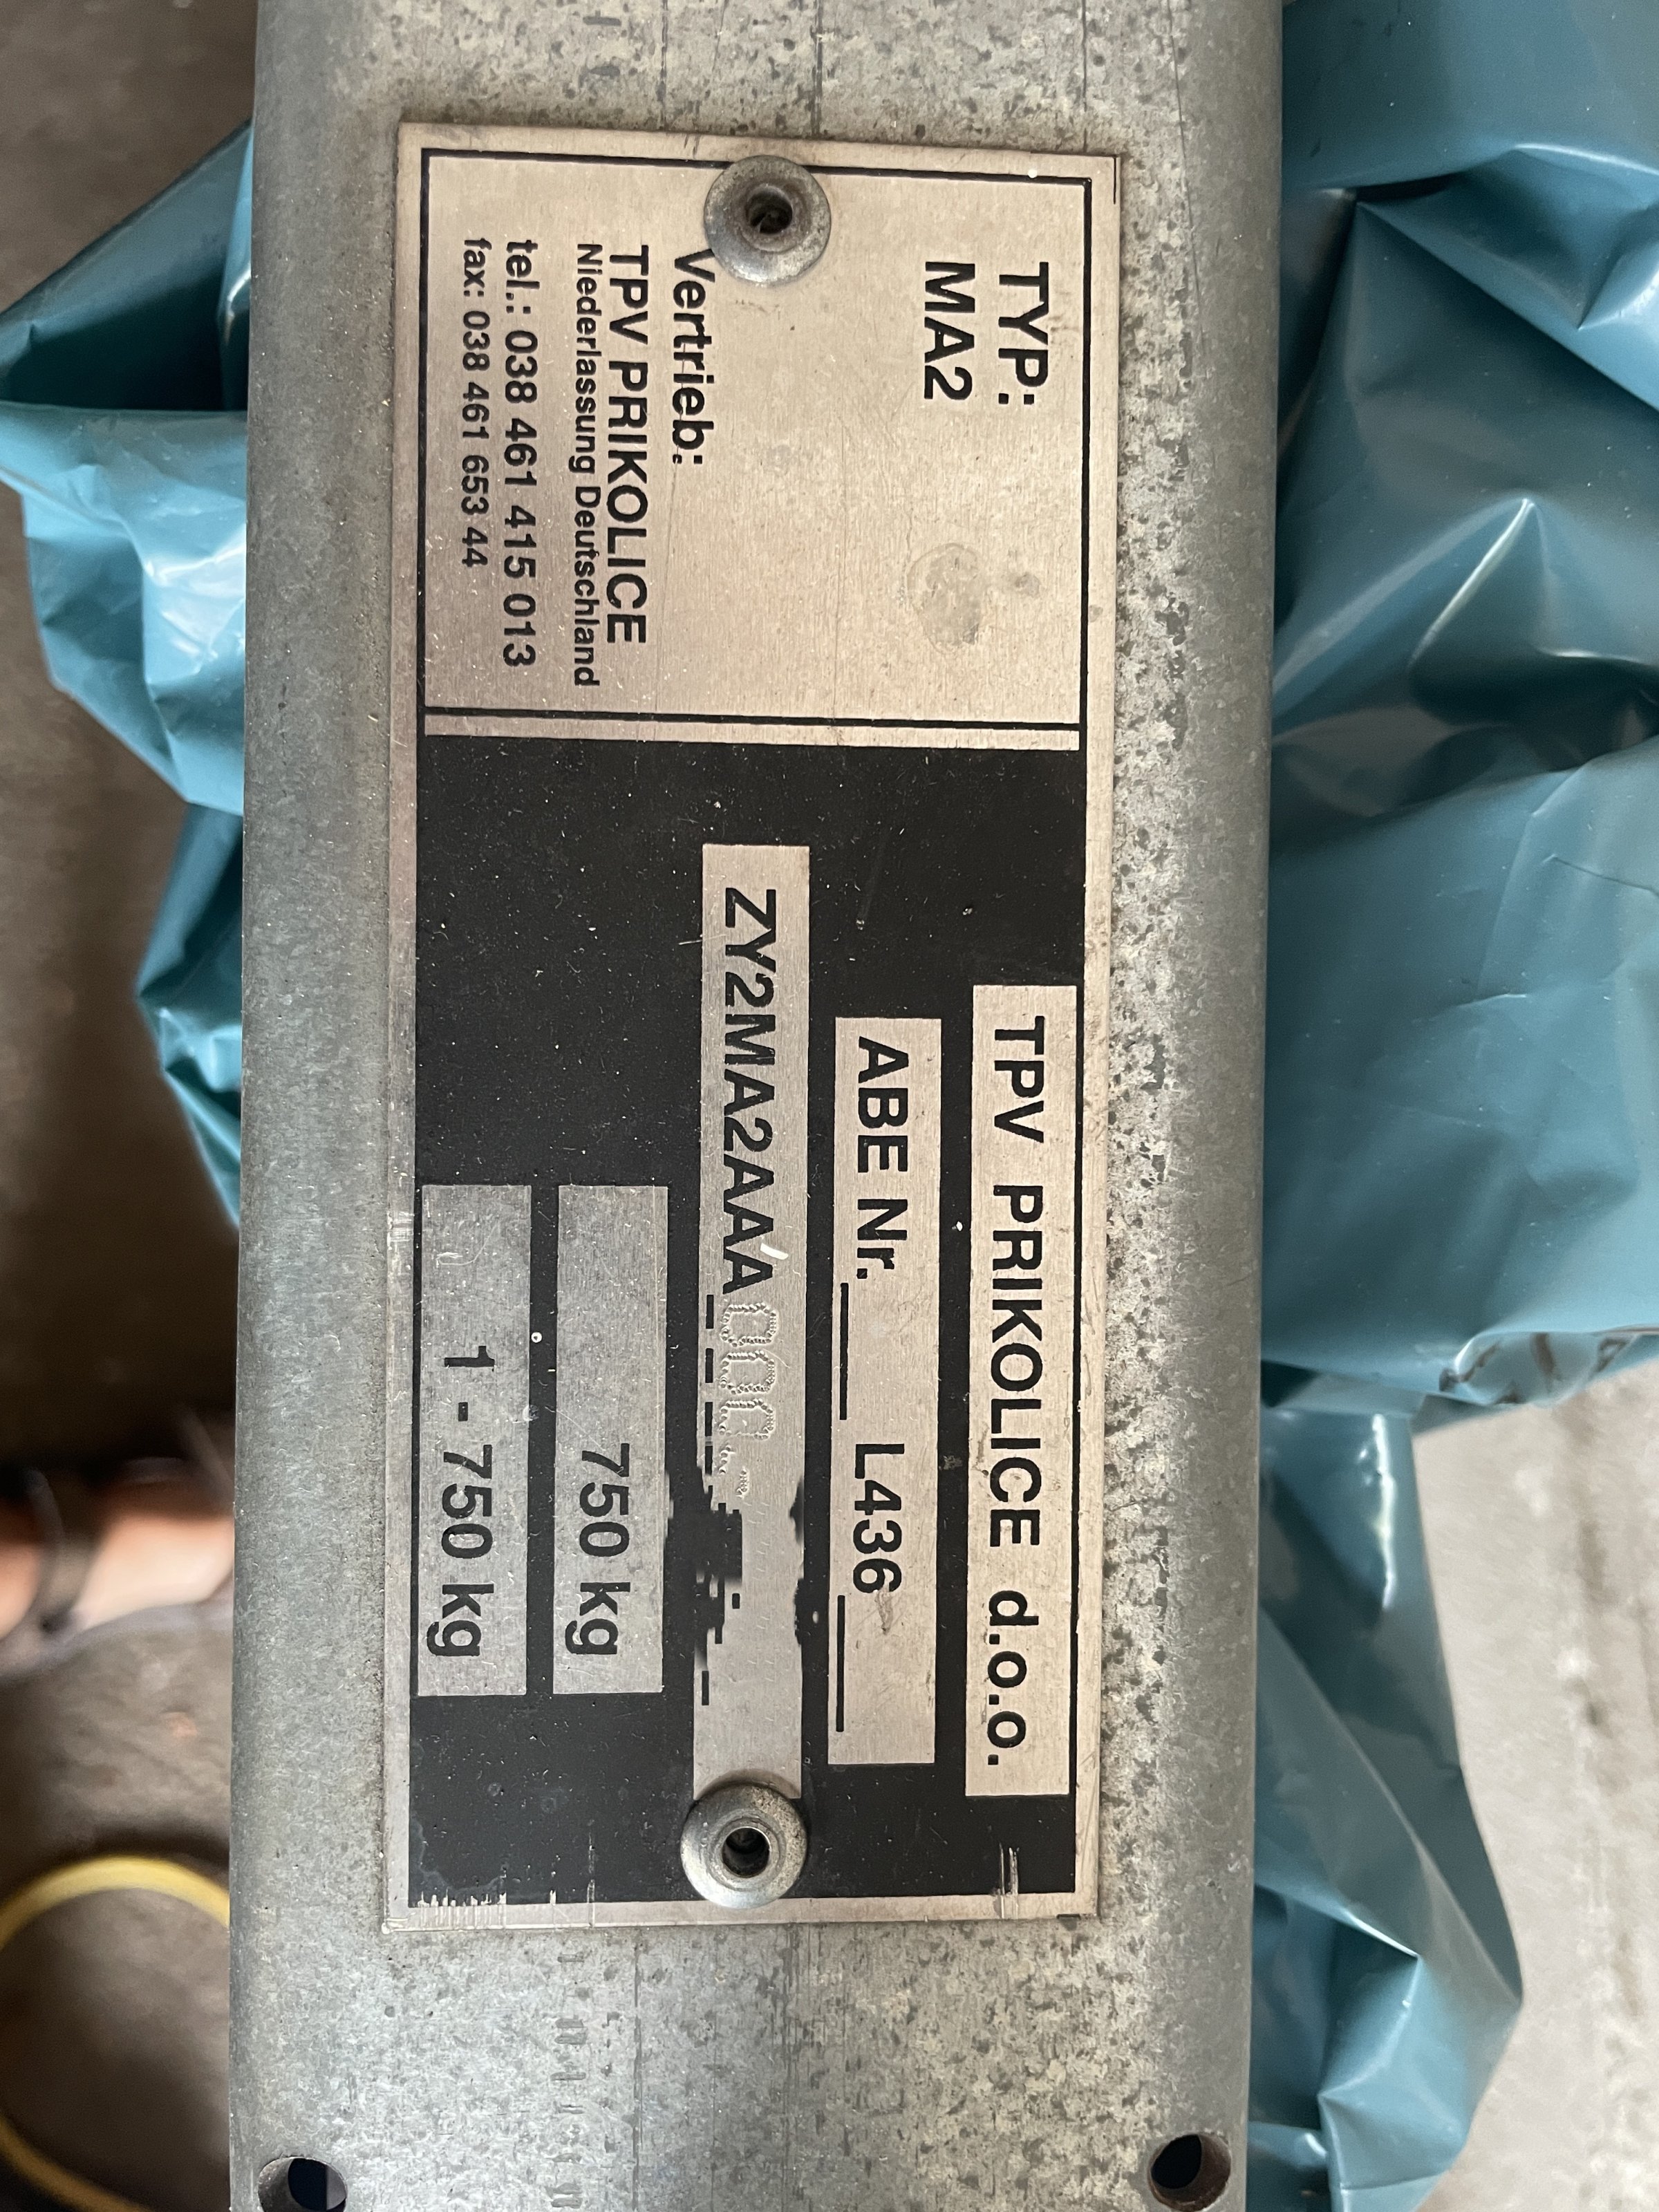 TYP:
MA2
Vertrieb:
TPV PRIKOLICE
Niederlassung Deutschland
tel.: 038 461 415 013
fax: 038 461 653 44
TPV PRIKOLICE d.o.o.
ABE Nr. L436
ZY2MA2AAA
750 kg
1 - 750 kg